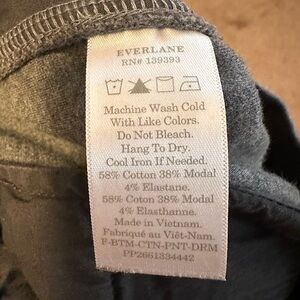 EVERLANE
RN# 139393
Machine Wash Cold
With Like Colors.
Do Not Bleach.
Hang To Dry.
Cool Iron If Needed.
58% Cotton 38% Modal
4% Elastane.
58% Coton 38% Modal
4% Elasthanne.
Made in Vietnam.
Fabriqué au Viêt-Nam.
F-BTM-CTN-PNT-DRM
PP2661334442